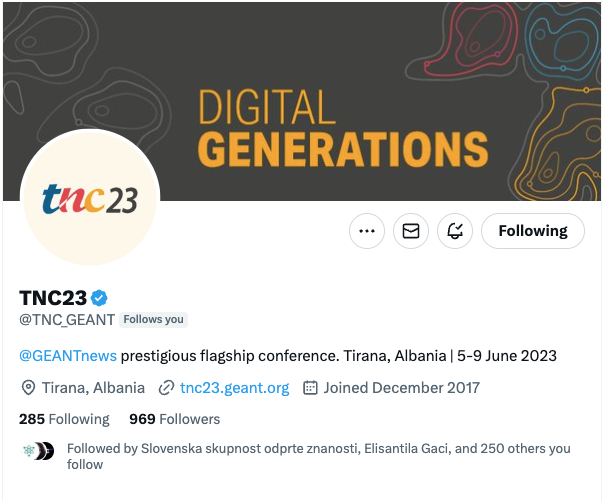 DIGITAL
GENERATIONS
tnc23
Following
TNC23
@TNC_GEANT Follows you
@GEANTnews prestigious flagship conference. Tirana, Albania | 5-9 June 2023
Tirana, Albania tnc23.geant.org Joined December 2017
285 Following 969 Followers
Followed by Slovenska skupnost odprte znanosti, Elisantila Gaci, and 250 others you
follow